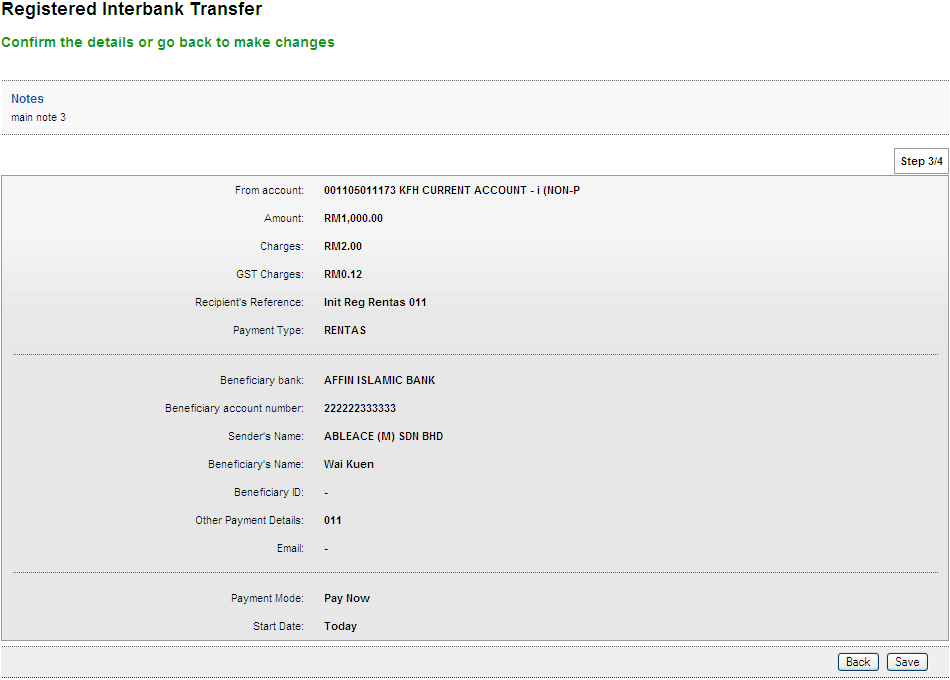 Registered Interbank Transfer
Confirm the details or go back to make changes
Notes
main note 3
Step 3/4
From account: 001105011173 KFH CURRENT ACCOUNT - i (NON-P
Amount: RM1,000.00
Charges: RM2.00
GST Charges: RM0.12
Recipient's Reference: Init Reg Rentas 011
Payment Type: RENTAS
Beneficiary bank: AFFIN ISLAMIC BANK
Beneficiary account number: 222222333333
Sender's Name: ABLEACE (M) SDN BHD
Beneficiary's Name: Wai Kuen
Beneficiary ID: -
Other Payment Details: 011
Email: -
Payment Mode: Pay Now
Start Date: Today
Back Save